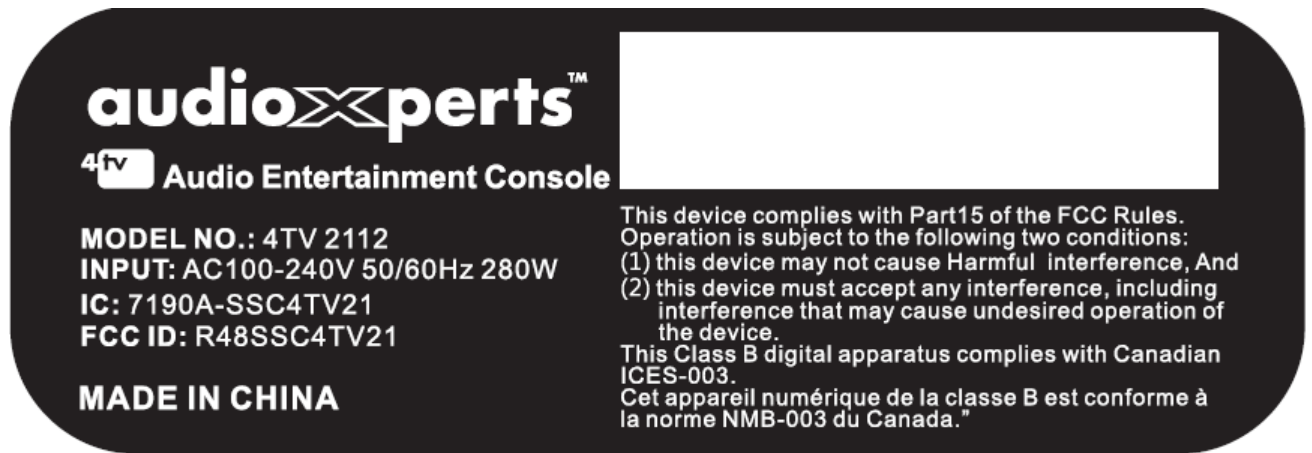 audioxperts™
4tv Audio Entertainment Console
MODEL NO.: 4TV 2112
INPUT: AC100-240V 50/60Hz 280W
IC: 7190A-SSC4TV21
FCC ID: R48SSC4TV21
MADE IN CHINA
This device complies with Part15 of the FCC Rules.
Operation is subject to the following two conditions:
(1) this device may not cause Harmful interference, And
(2) this device must accept any interference, including
interference that may cause undesired operation of
the device.
This Class B digital apparatus complies with Canadian
ICES-003.
Cet appareil numérique de la classe B est conforme à
la norme NMB-003 du Canada."